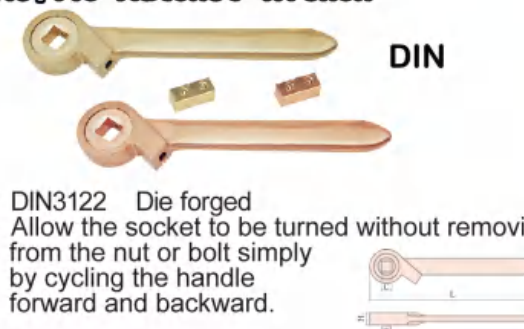 DIN
DIN3122 Die forged
Allow the socket to be turned without removi
from the nut or bolt simply
by cycling the handle
forward and backward.
L
H